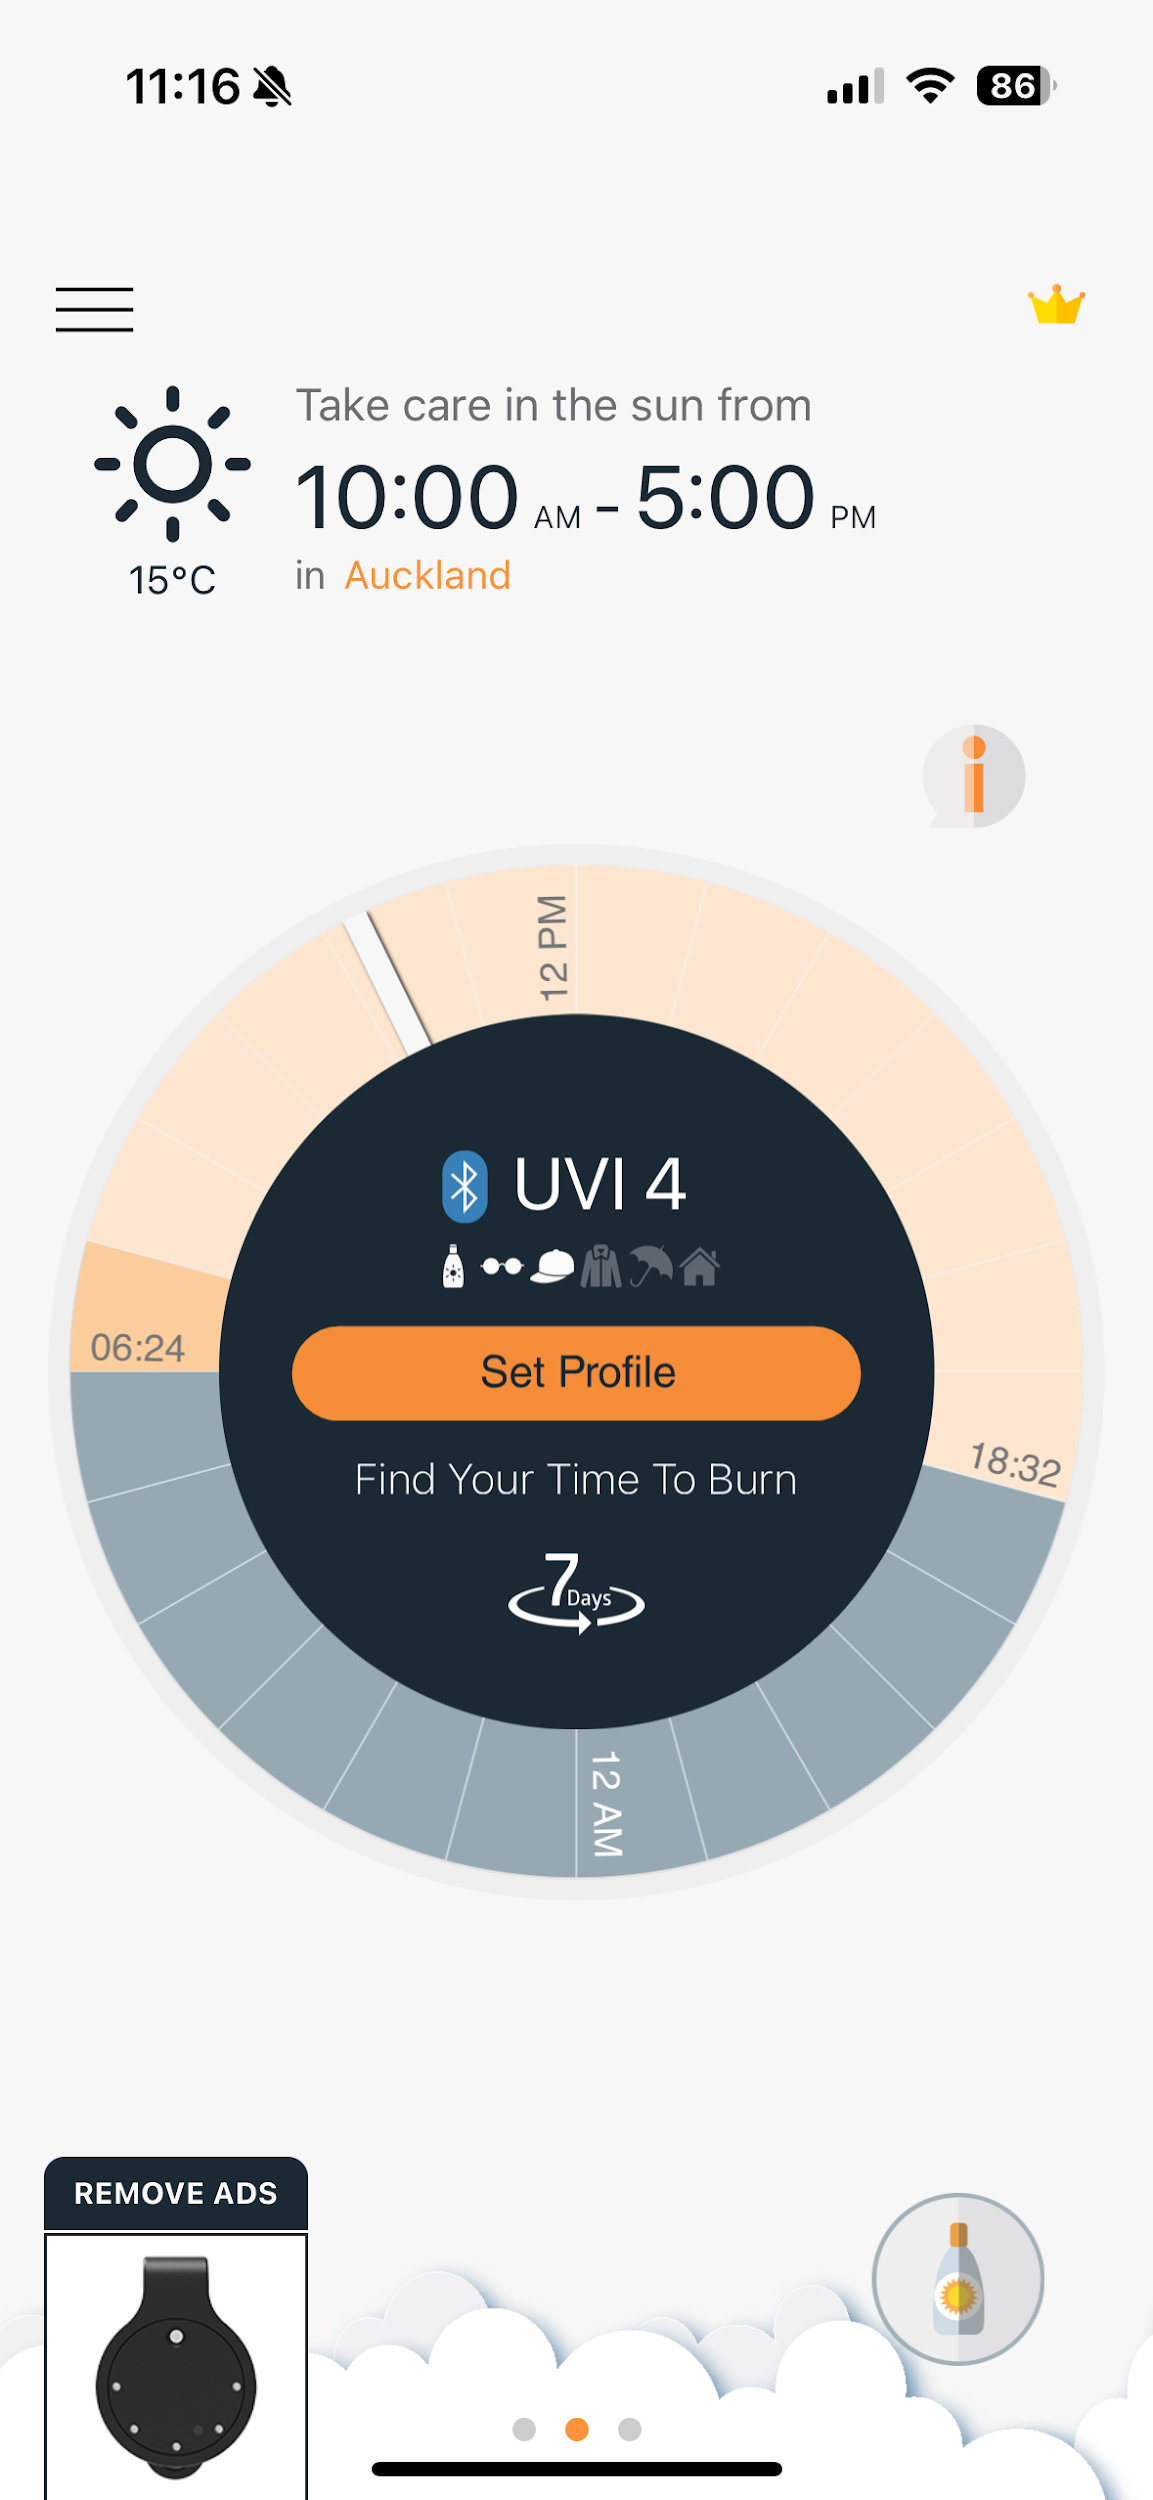 11:16
86
Take care in the sun from
10:00 AM - 5:00 PM
15°C
in Auckland
i
12 PM
UVI 4
06:24
Set Profile
18:32
Find Your Time To Burn
7 Days
12 AM
REMOVE ADS